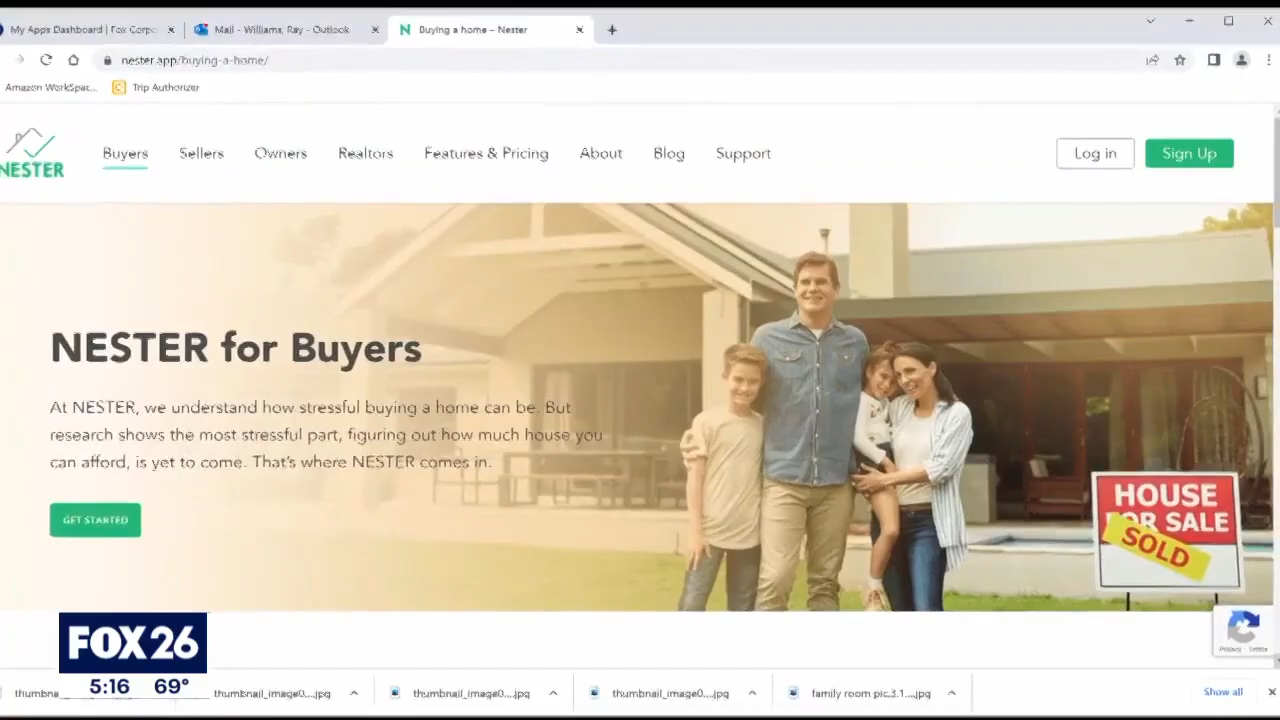 My Apps Dashboard | Fox Corpo
Mail - Williams, Ray - Outlook
Buying a home – Nester
nester.app/buying-a-home/
Amazon WorkSpac...
Trip Authorizer
NESTER
Buyers
Sellers
Owners
Realtors
Features & Pricing
About
Blog
Support
Log in
Sign Up
NESTER for Buyers
At NESTER, we understand how stressful buying a home can be. But
research shows the most stressful part, figuring out how much house you
can afford, is yet to come. That's where NESTER comes in.
GET STARTED
HOUSE
FOR SALE
SOLD
FOX 26
5:16 69°
Privacy - Terms
thumbna
thumbnail_image0....jpg
thumbnail_image0....jpg
thumbnail_image0....jpg
family room pic.3.1....jpg
Show all